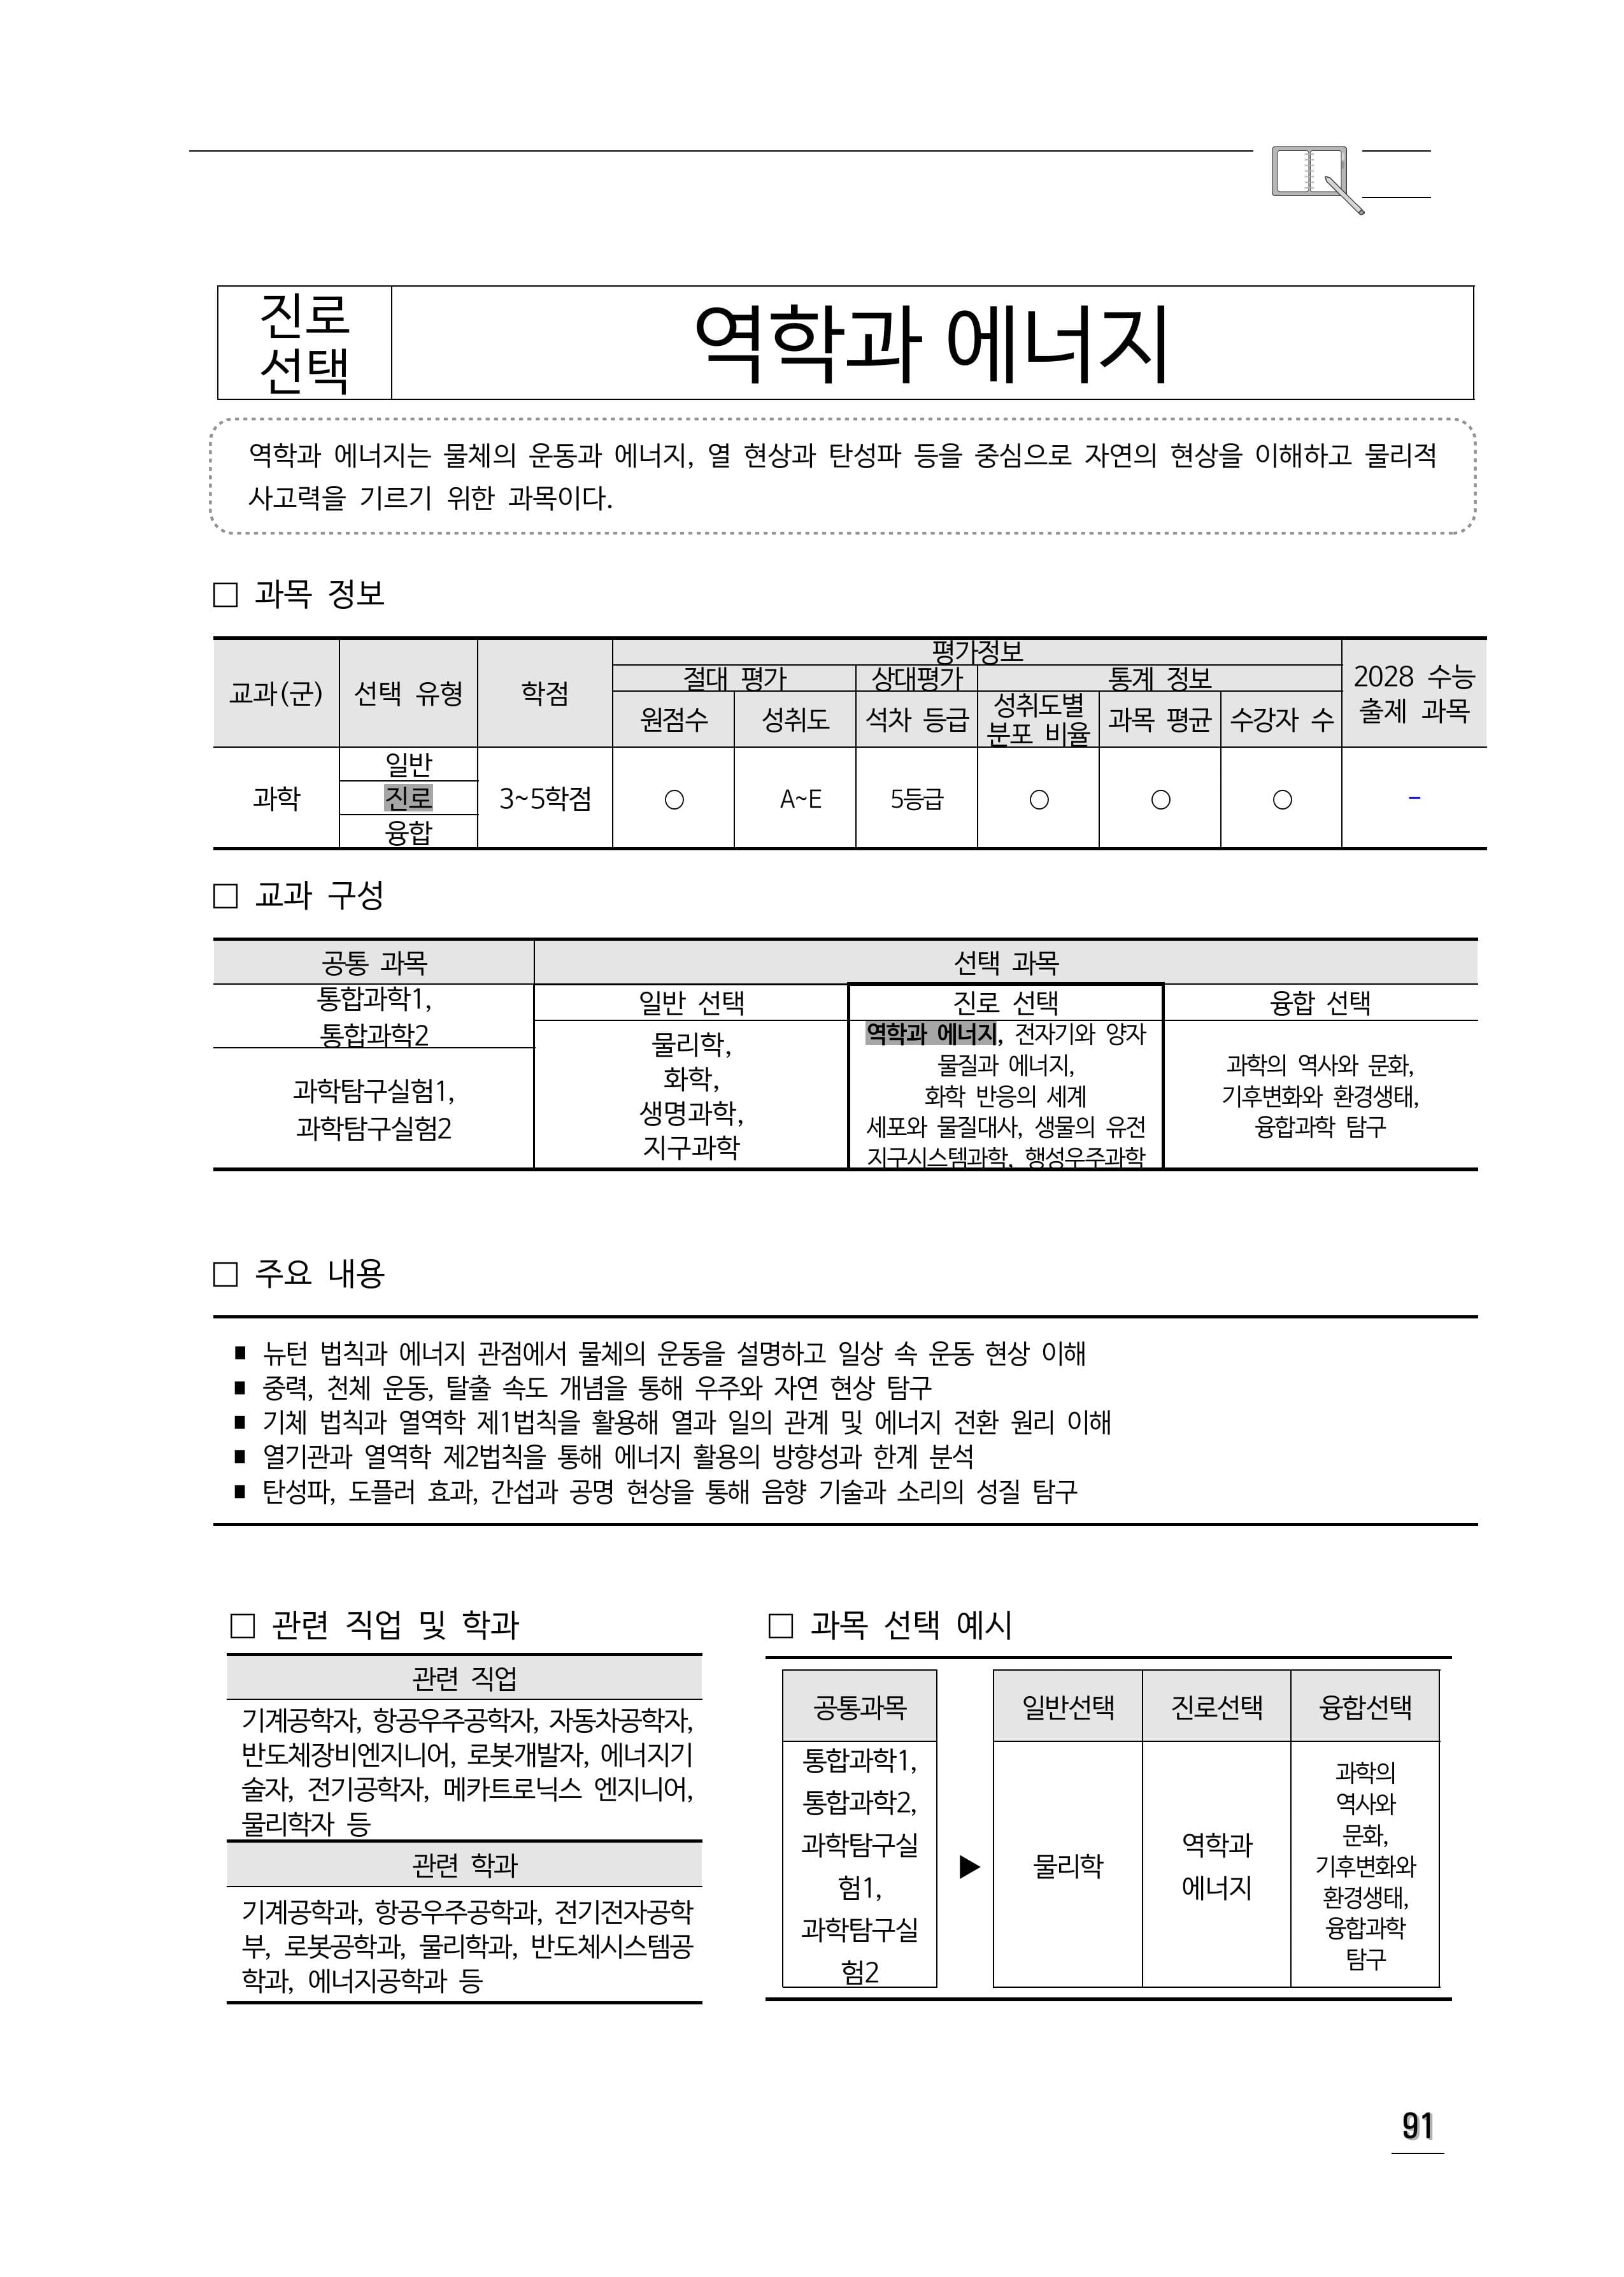 진로
선택
역학과 에너지
역학과 에너지는 물체의 운동과 에너지, 열 현상과 탄성파 등을 중심으로 자연의 현상을 이해하고 물리적
사고력을 기르기 위한 과목이다.
□ 과목 정보
교과(군) 선택 유형 학점 평가정보 2028 수능
출제 과목
절대 평가 상대평가 통계 정보
원점수 성취도 석차 등급 성취도별
분포 비율 과목 평균 수강자 수
과학 일반
진로
융합
3~5학점 ○ A~E 5등급 ○ ○ ○ -
□ 교과 구성
공통 과목 선택 과목
통합과학1,
통합과학2
과학탐구실험1,
과학탐구실험2
일반 선택
물리학,
화학,
생명과학,
지구과학
진로 선택
역학과 에너지, 전자기와 양자
물질과 에너지,
화학 반응의 세계
세포와 물질대사, 생물의 유전
지구시스템과학, 행성우주과학
융합 선택
과학의 역사와 문화,
기후변화와 환경생태,
융합과학 탐구
□ 주요 내용
■ 뉴턴 법칙과 에너지 관점에서 물체의 운동을 설명하고 일상 속 운동 현상 이해
■ 중력, 천체 운동, 탈출 속도 개념을 통해 우주와 자연 현상 탐구
■ 기체 법칙과 열역학 제1법칙을 활용해 열과 일의 관계 및 에너지 전환 원리 이해
■ 열기관과 열역학 제2법칙을 통해 에너지 활용의 방향성과 한계 분석
■ 탄성파, 도플러 효과, 간섭과 공명 현상을 통해 음향 기술과 소리의 성질 탐구
□ 관련 직업 및 학과
관련 직업
기계공학자, 항공우주공학자, 자동차공학자,
반도체장비엔지니어, 로봇개발자, 에너지기
술자, 전기공학자, 메카트로닉스 엔지니어,
물리학자 등
관련 학과
기계공학과, 항공우주공학과, 전기전자공학
부, 로봇공학과, 물리학과, 반도체시스템공
학과, 에너지공학과 등
□ 과목 선택 예시
공통과목
통합과학1,
통합과학2,
과학탐구실
험1,
과학탐구실
험2
▶
일반선택 진로선택 융합선택
물리학
역학과
에너지
과학의
역사와
문화,
기후변화와
환경생태,
융합과학
탐구
91